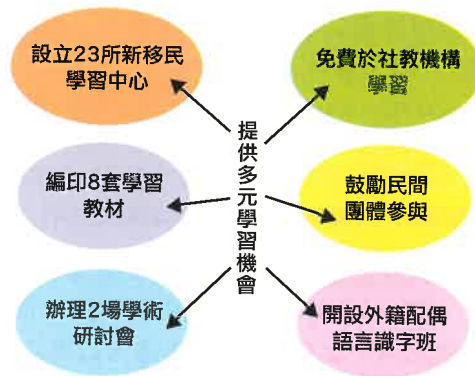 設立23所新移民
學習中心
免費於社教機構
學習
提供多元學習機會
編印8套學習
教材
鼓勵民間
團體參與
辦理2場學術
研討會
開設外籍配偶
語言識字班